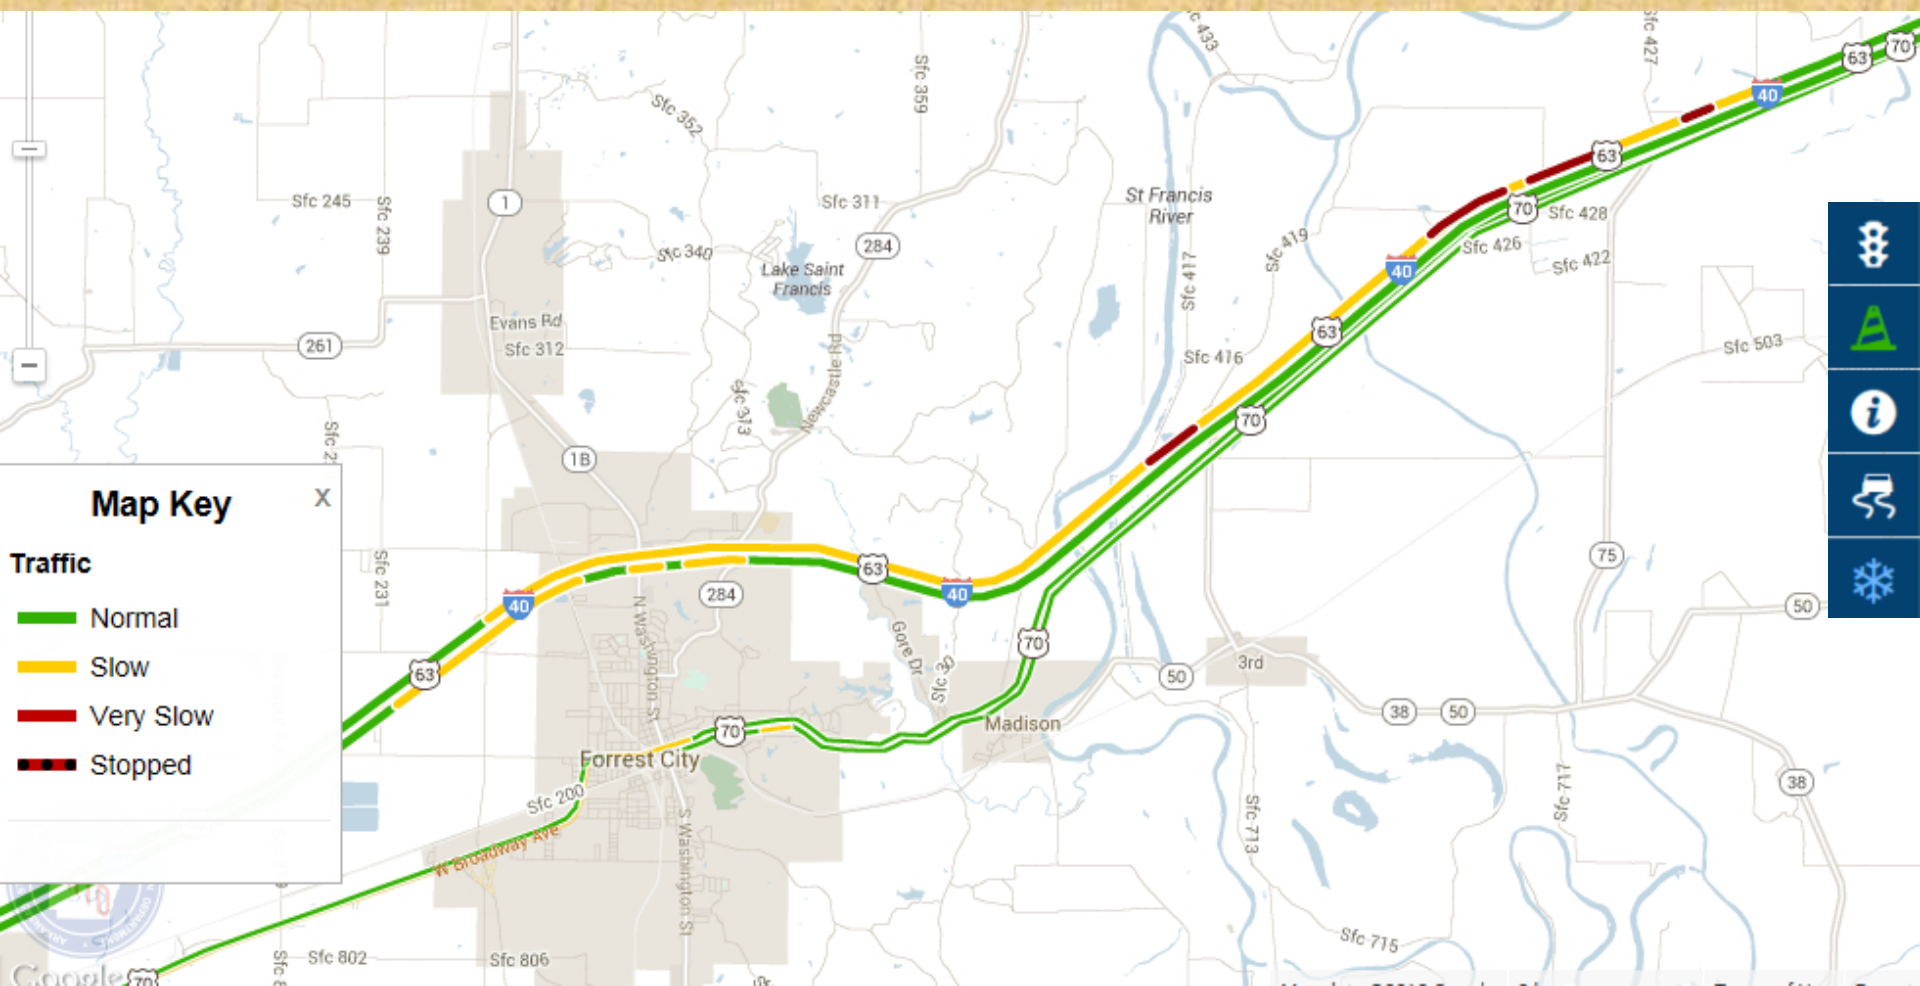 Sfc 433
Sfc 427
63
70
40
Sfc 359
Sfc 352
63
St Francis
River
Sfc 245
Sfc 239
1
Sfc 311
284
70
Sfc 428
Sfc 340
Sfc 419
Sfc 426
Sfc 422
Lake Saint
Francis
Sfc 417
40
Evans Rd
63
261
Sfc 312
Newcastle Rd
Sfc 416
Sfc 503
Sfc 313
70
1B
Map Key
X
Traffic
Normal
Slow
Very Slow
Stopped
Sfc 231
63
40
75
40
284
50
N Washington St
Gore Dr
70
Sfc 30
3rd
63
50
38
50
70
Madison
Forrest City
Sfc 200
38
Sfc 717
W Broadway Ave
Sfc 713
S Washington St
Sfc 715
Sfc 802
Sfc 806
Google
70